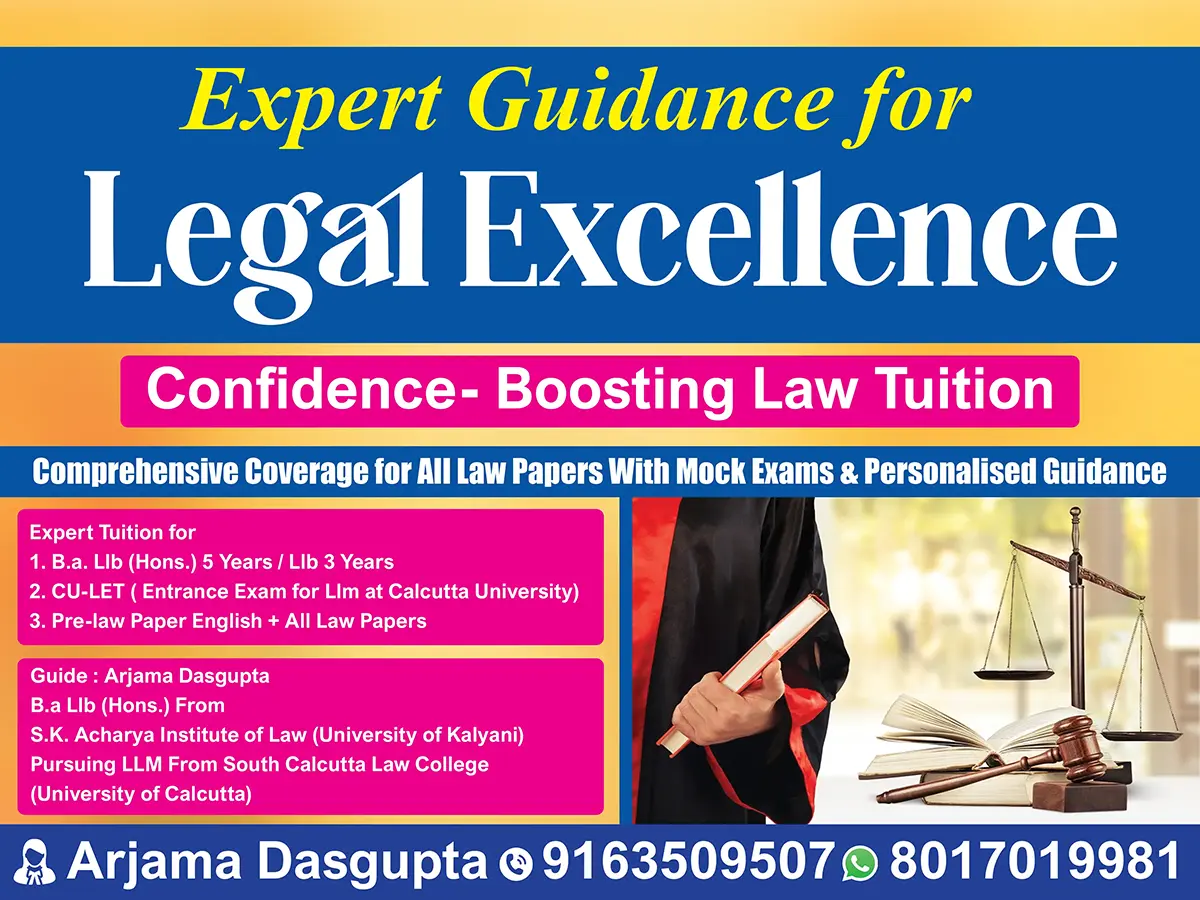 Expert Guidance for
Legal Excellence
Confidence- Boosting Law Tuition
Comprehensive Coverage for All Law Papers With Mock Exams & Personalised Guidance
Expert Tuition for
1. B.a. Llb (Hons.) 5 Years / Llb 3 Years
2. CU-LET ( Entrance Exam for Llm at Calcutta University)
3. Pre-law Paper English + All Law Papers
Guide : Arjama Dasgupta
B.a Llb (Hons.) From
S.K. Acharya Institute of Law (University of Kalyani)
Pursuing LLM From South Calcutta Law College
(University of Calcutta)
Arjama Dasgupta 9163509507 8017019981